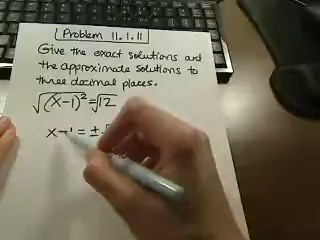 Problem 11.1.11
Give the exact solutions and
the approximate solutions to
three decimal places.
√(x-1)² = √12
x-1 = ±√